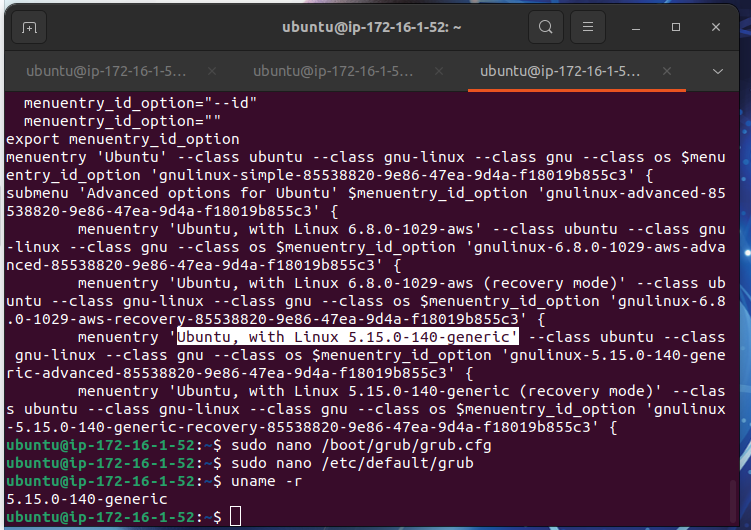 ubuntu@ip-172-16-1-52: ~
ubuntu@ip-172-16-1-5… × ubuntu@ip-172-16-1-5… × ubuntu@ip-172-16-1-5… ×
  menuentry_id_option="--id"
  menuentry_id_option=""
export menuentry_id_option
menuentry 'Ubuntu' --class ubuntu --class gnu-linux --class gnu --class os $menu
entry_id_option 'gnulinux-simple-85538820-9e86-47ea-9d4a-f18019b855c3' {
submenu 'Advanced options for Ubuntu' $menuentry_id_option 'gnulinux-advanced-85
538820-9e86-47ea-9d4a-f18019b855c3' {
        menuentry 'Ubuntu, with Linux 6.8.0-1029-aws' --class ubuntu --class gnu
-linux --class gnu --class os $menuentry_id_option 'gnulinux-6.8.0-1029-aws-adva
nced-85538820-9e86-47ea-9d4a-f18019b855c3' {
        menuentry 'Ubuntu, with Linux 6.8.0-1029-aws (recovery mode)' --class ub
untu --class gnu-linux --class gnu --class os $menuentry_id_option 'gnulinux-6.8
.0-1029-aws-recovery-85538820-9e86-47ea-9d4a-f18019b855c3' {
        menuentry 'Ubuntu, with Linux 5.15.0-140-generic' --class ubuntu --class
 gnu-linux --class gnu --class os $menuentry_id_option 'gnulinux-5.15.0-140-gene
ric-advanced-85538820-9e86-47ea-9d4a-f18019b855c3' {
        menuentry 'Ubuntu, with Linux 5.15.0-140-generic (recovery mode)' --clas
s ubuntu --class gnu-linux --class gnu --class os $menuentry_id_option 'gnulinux
-5.15.0-140-generic-recovery-85538820-9e86-47ea-9d4a-f18019b855c3' {
ubuntu@ip-172-16-1-52:~$ sudo nano /boot/grub/grub.cfg
ubuntu@ip-172-16-1-52:~$ sudo nano /etc/default/grub
ubuntu@ip-172-16-1-52:~$ uname -r
5.15.0-140-generic
ubuntu@ip-172-16-1-52:~$